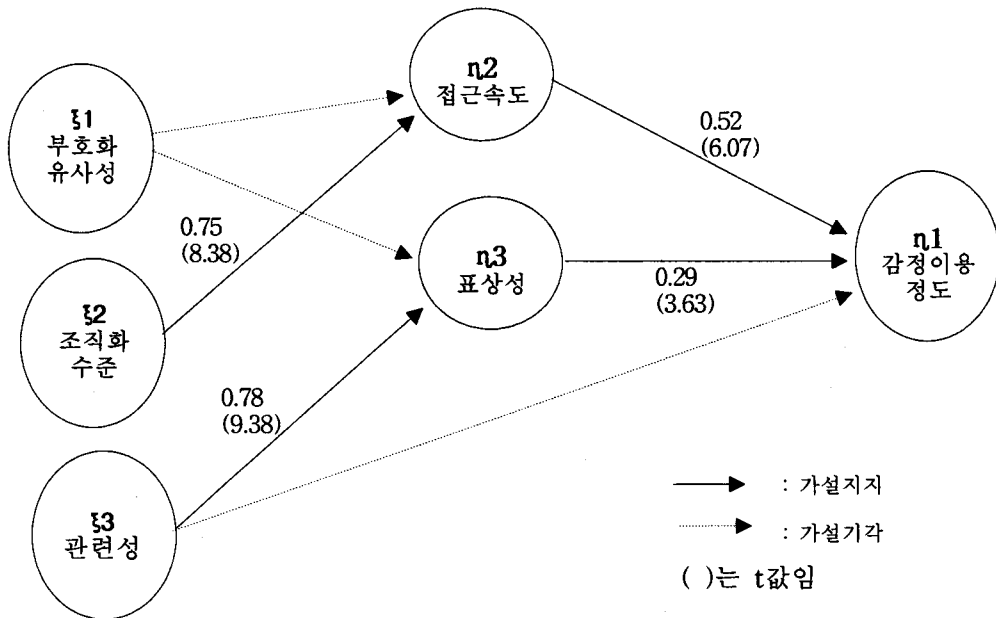 ξ1
부호화
유사성
η2
접근속도
0.52
(6.07)
0.75
(8.38)
η3
표상성
0.29
(3.63)
η1
감정이용
정도
ξ2
조직화
수준
0.78
(9.38)
ξ3
관련성
: 가설지지
: 가설기각
( )는 t값임